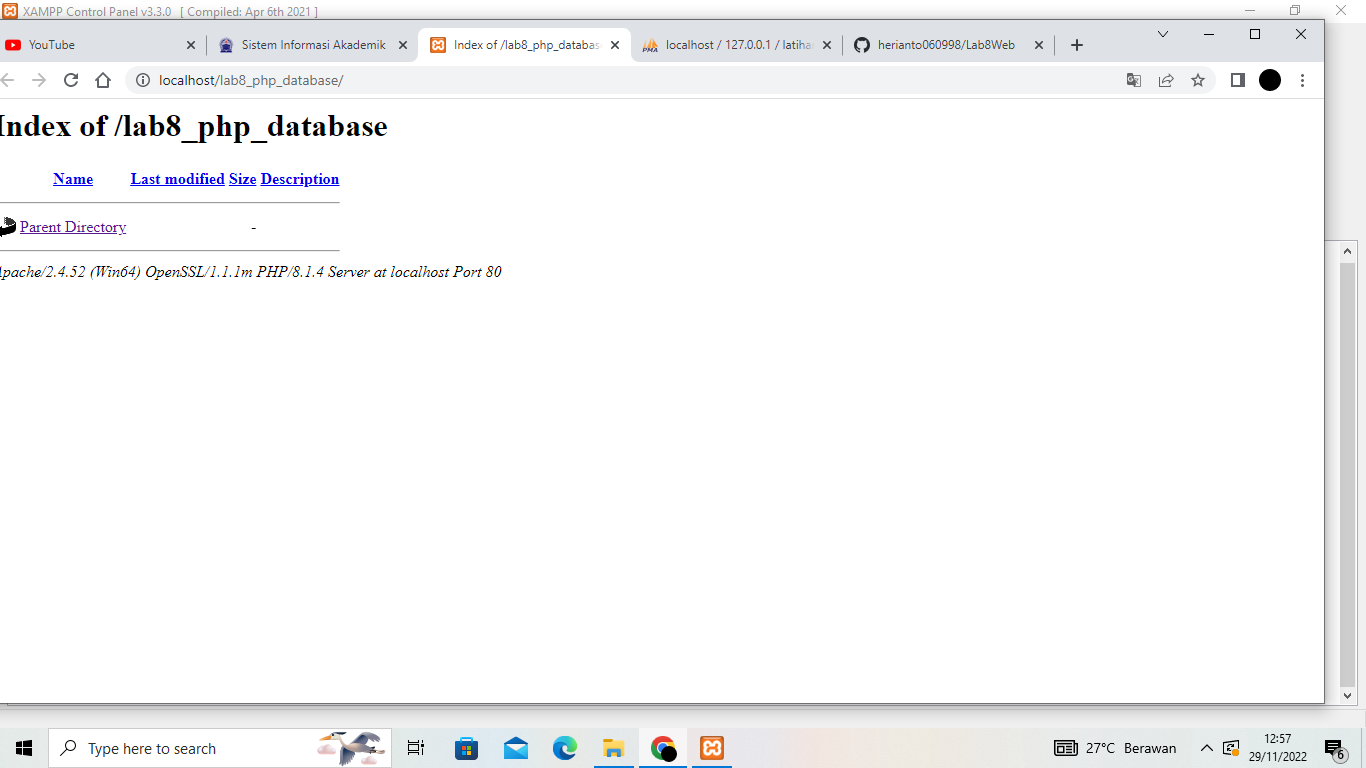 XAMPP Control Panel v3.3.0 [ Compiled: Apr 6th 2021 ]
YouTube
Sistem Informasi Akademik
Index of /lab8_php_databas
localhost / 127.0.0.1 / latiha
herianto060998/Lab8Web
localhost/lab8_php_database/
Index of /lab8_php_database
Name Last modified Size Description
Parent Directory -
Apache/2.4.52 (Win64) OpenSSL/1.1.1m PHP/8.1.4 Server at localhost Port 80
Type here to search
27°C Berawan
12:57
29/11/2022
6
PMA